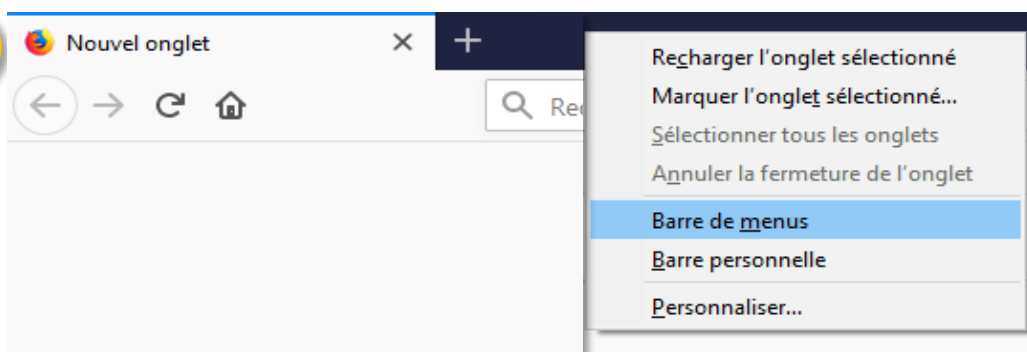 Nouvel onglet
Recharger l'onglet sélectionné
Rec
Marquer l'onglet sélectionné...
Sélectionner tous les onglets
Annuler la fermeture de l'onglet
Barre de menus
Barre personnelle
Personnaliser...